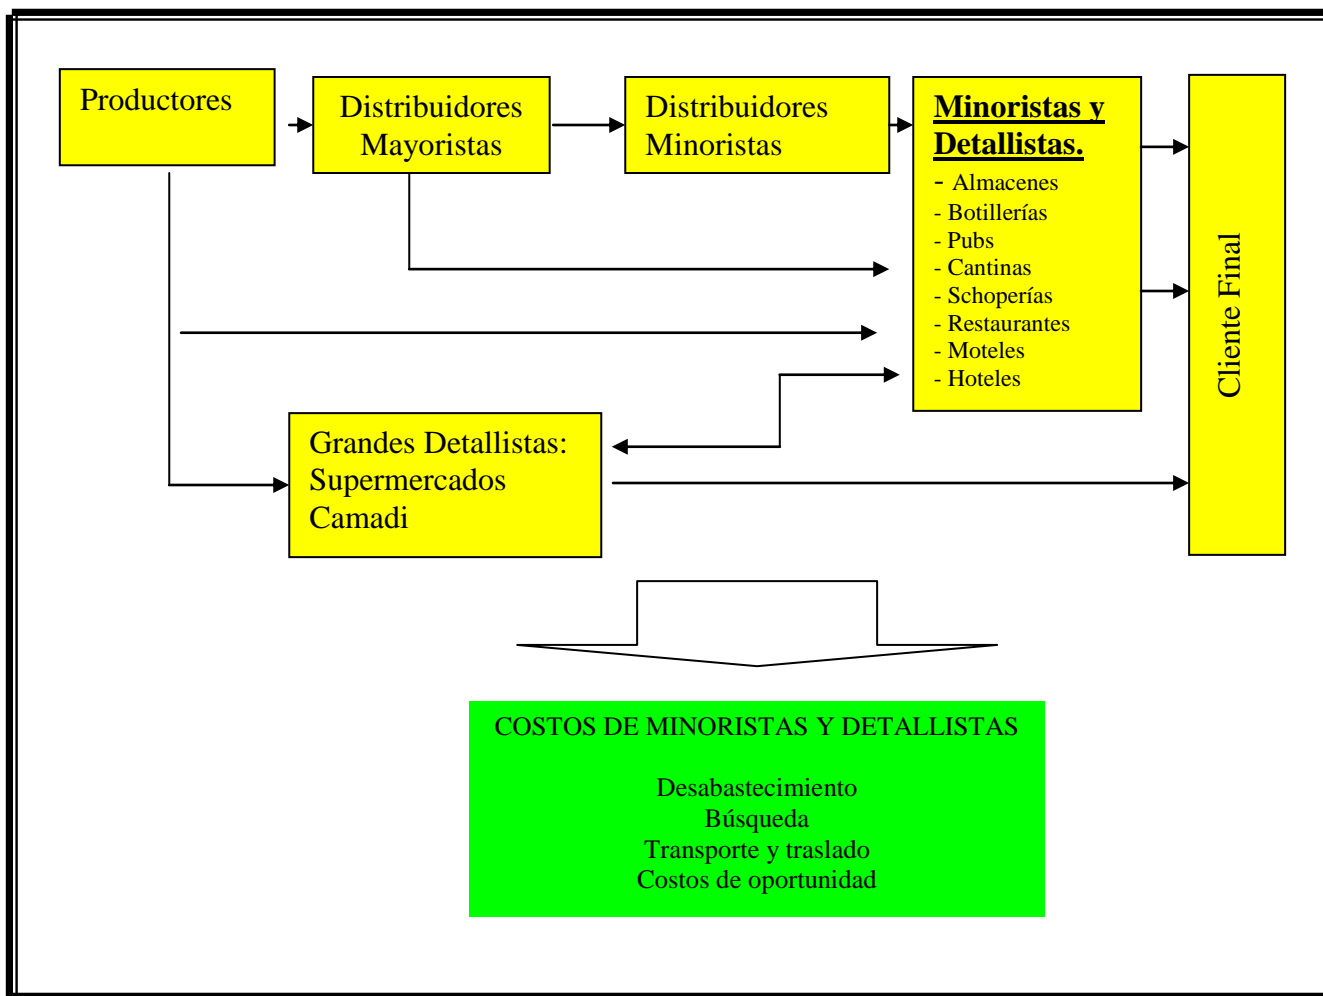 Productores
Distribuidores
Mayoristas
Distribuidores
Minoristas
Minoristas y
Detallistas.
- Almacenes
- Botillerías
- Pubs
- Cantinas
- Schoperías
- Restaurantes
- Moteles
- Hoteles
Cliente Final
Grandes Detallistas:
Supermercados
Camadi
COSTOS DE MINORISTAS Y DETALLISTAS
Desabastecimiento
Búsqueda
Transporte y traslado
Costos de oportunidad